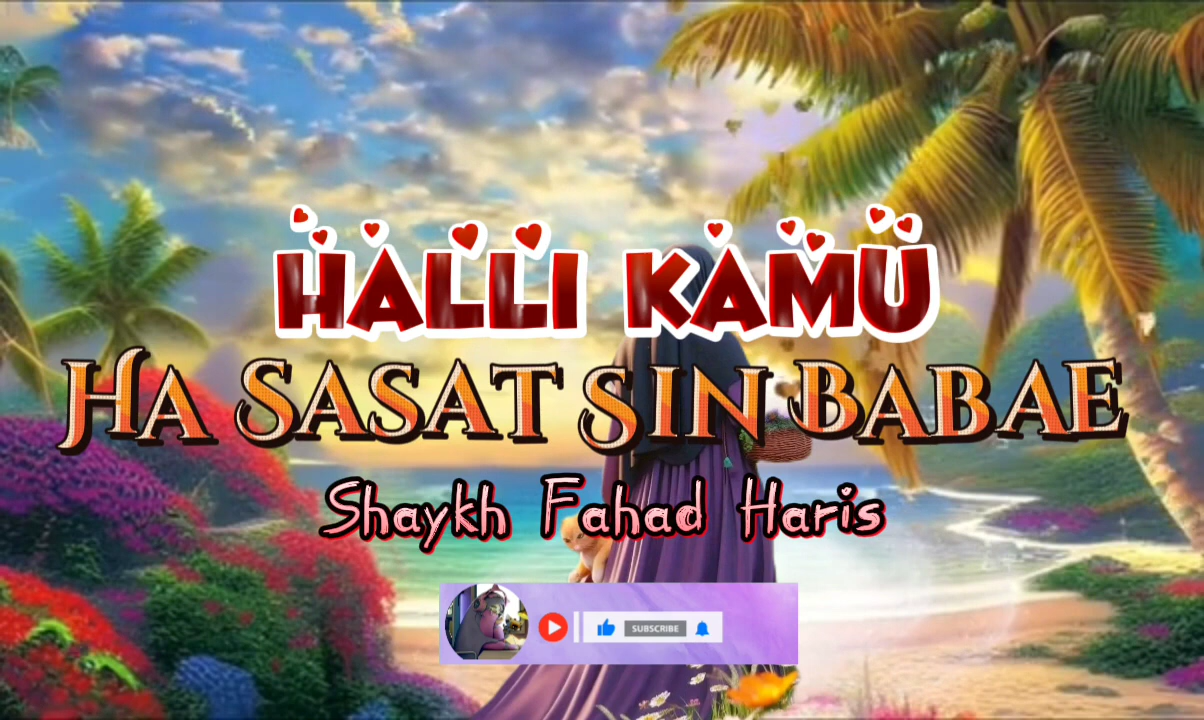 HALLI KAMU
HA SASAT SIN BABAE
Shaykh Fahad Haris
SUBSCRIBE